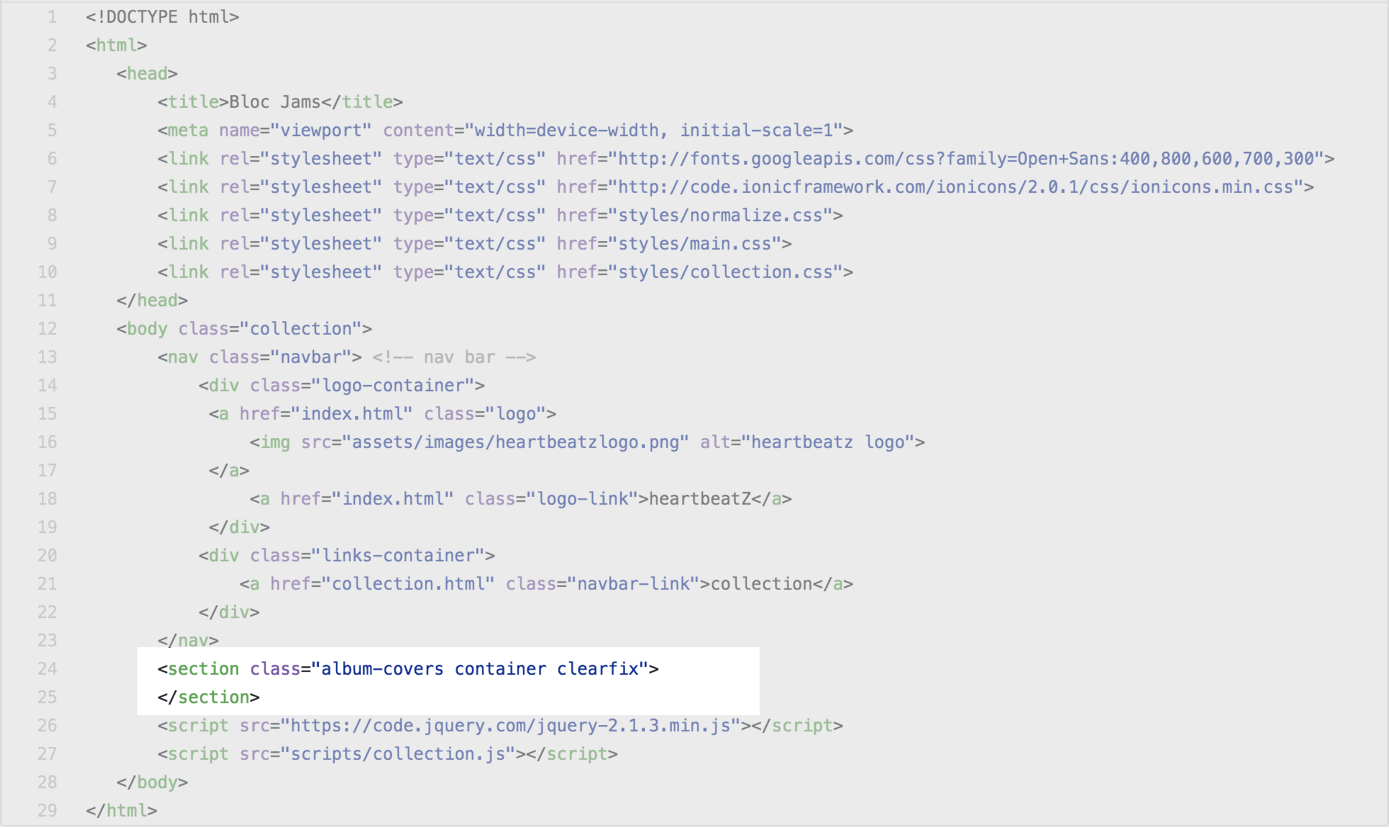 1 <!DOCTYPE html>
2 <html>
3 <head>
4 <title>Bloc Jams</title>
5 <meta name="viewport" content="width=device-width, initial-scale=1">
6 <link rel="stylesheet" type="text/css" href="http://fonts.googleapis.com/css?family=Open+Sans:400,800,600,700,300">
7 <link rel="stylesheet" type="text/css" href="http://code.ionicframework.com/ionicons/2.0.1/css/ionicons.min.css">
8 <link rel="stylesheet" type="text/css" href="styles/normalize.css">
9 <link rel="stylesheet" type="text/css" href="styles/main.css">
10 <link rel="stylesheet" type="text/css" href="styles/collection.css">
11 </head>
12 <body class="collection">
13 <nav class="navbar"> <!-- nav bar -->
14 <div class="logo-container">
15 <a href="index.html" class="logo">
16 <img src="assets/images/heartbeatzlogo.png" alt="heartbeatz logo">
17 </a>
18 <a href="index.html" class="logo-link">heartbeatZ</a>
19 </div>
20 <div class="links-container">
21 <a href="collection.html" class="navbar-link">collection</a>
22 </div>
23 </nav>
24 <section class="album-covers container clearfix">
25 </section>
26 <script src="https://code.jquery.com/jquery-2.1.3.min.js"></script>
27 <script src="scripts/collection.js"></script>
28 </body>
29 </html>